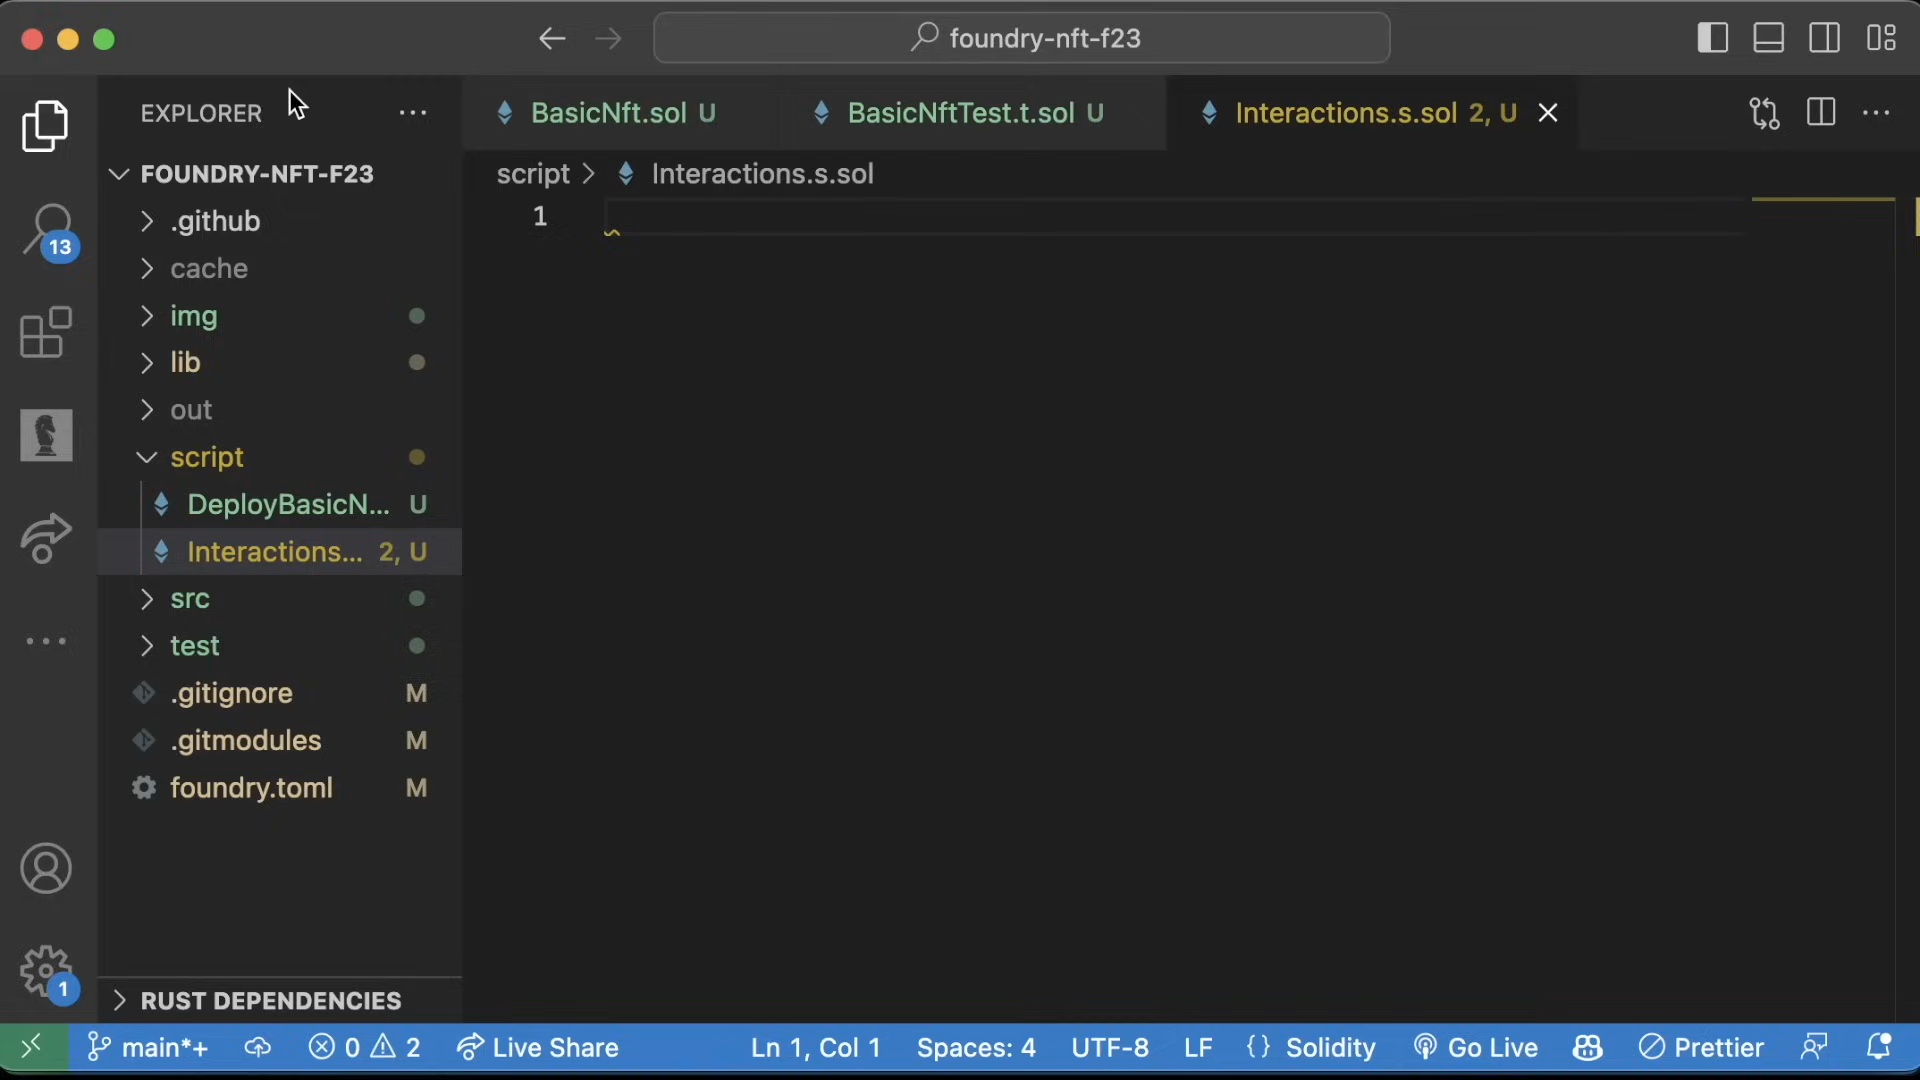 foundry-nft-f23
EXPLORER
BasicNft.sol U
BasicNftTest.t.sol U
Interactions.s.sol 2, U
FOUNDRY-NFT-F23
script > Interactions.s.sol
1
.github
13
cache
img
lib
out
script
DeployBasicN... U
Interactions... 2, U
src
test
.gitignore M
.gitmodules M
foundry.toml M
1
RUST DEPENDENCIES
main*+ 0 2 Live Share Ln 1, Col 1 Spaces: 4 UTF-8 LF {} Solidity Go Live Prettier